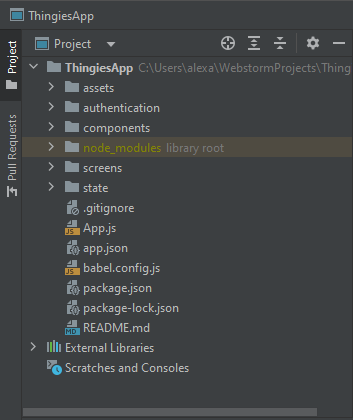 ThingiesApp
Project
Pull Requests
Project
ThingiesApp C:\Users\alexa\WebstormProjects\Thing
assets
authentication
components
node_modules library root
screens
state
.gitignore
App.js
app.json
babel.config.js
package.json
package-lock.json
README.md
External Libraries
Scratches and Consoles